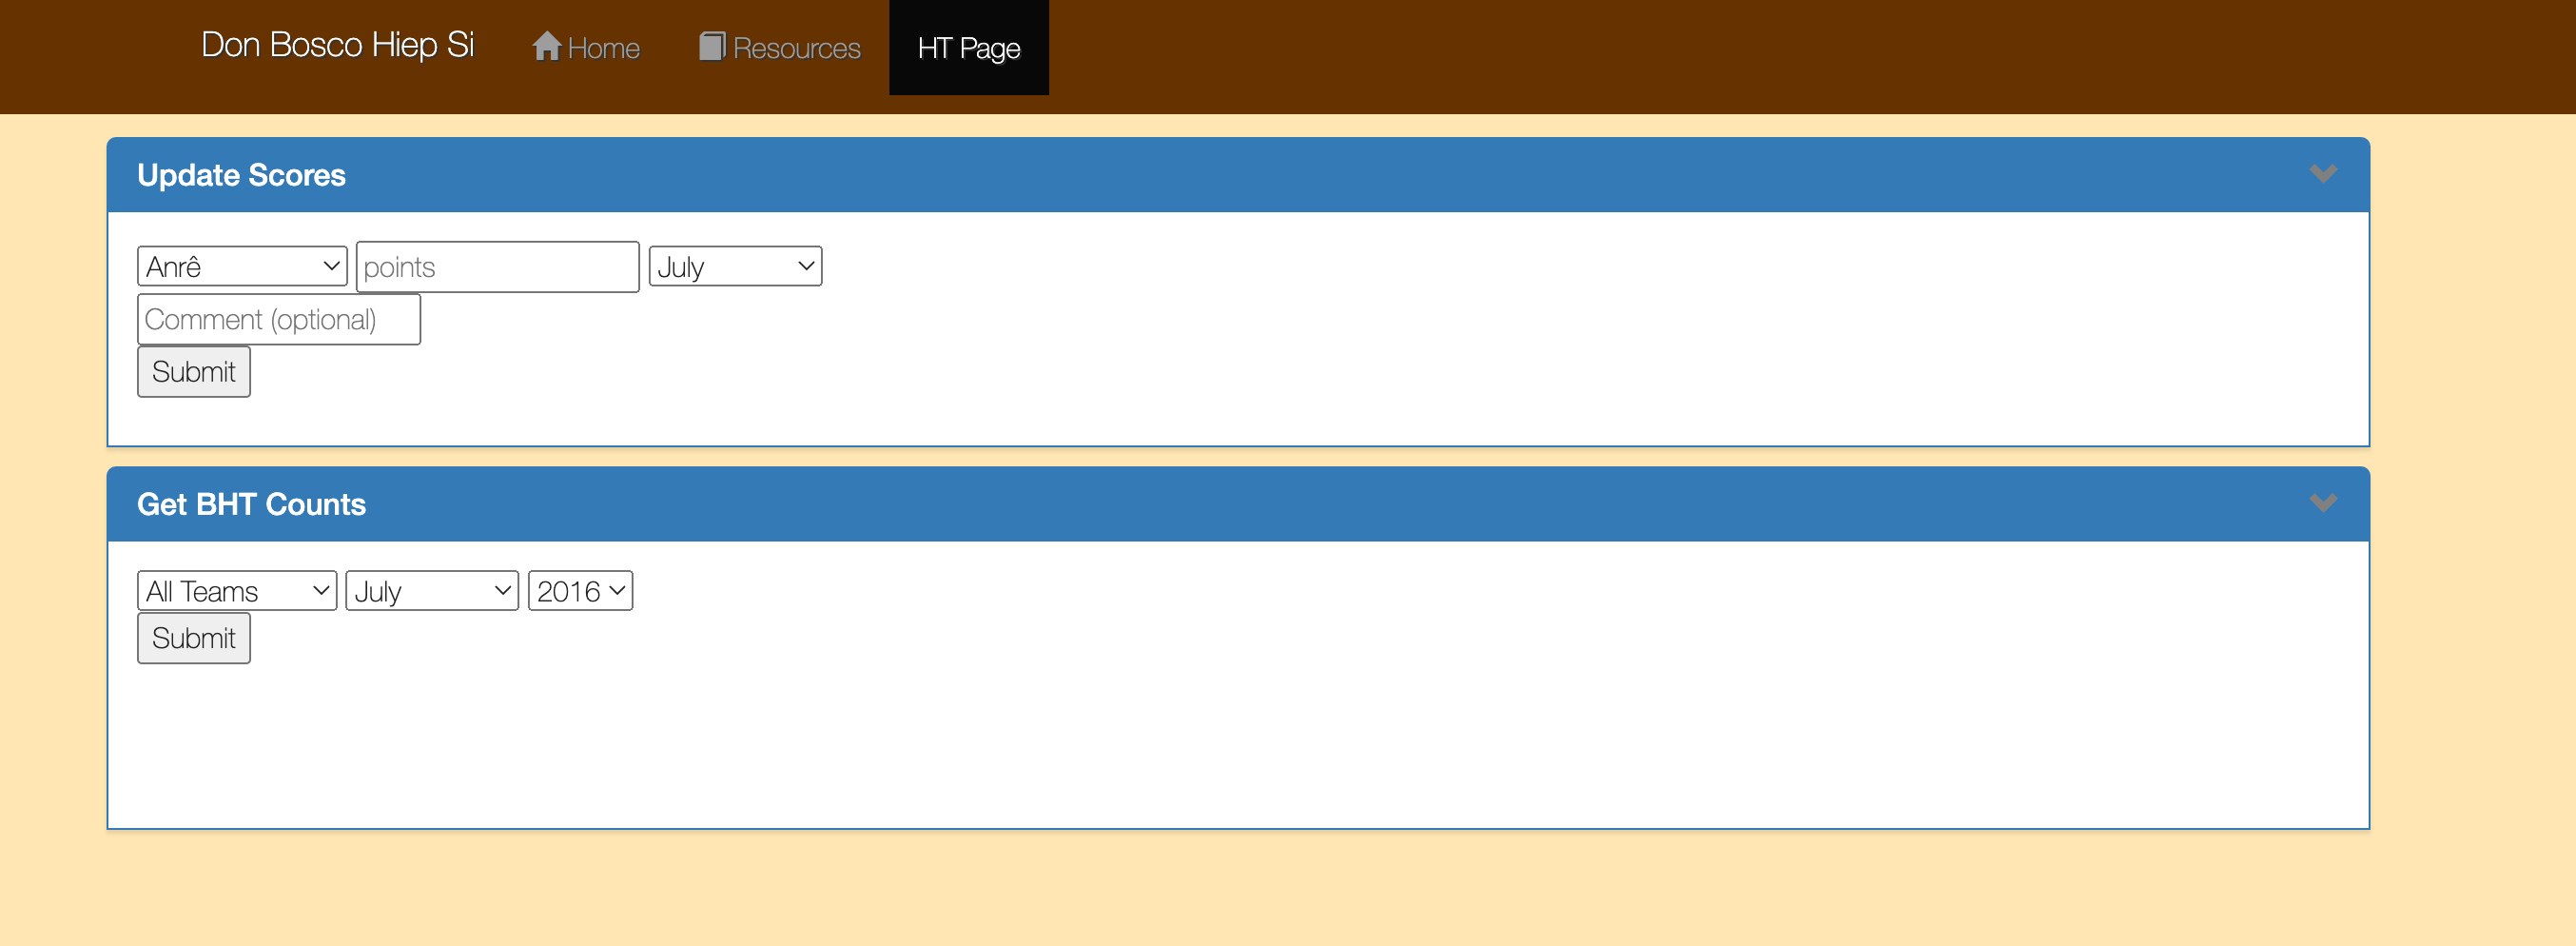 Don Bosco Hiep Si Home Resources HT Page
Update Scores
Anrê points July
Comment (optional)
Submit
Get BHT Counts
All Teams July 2016
Submit